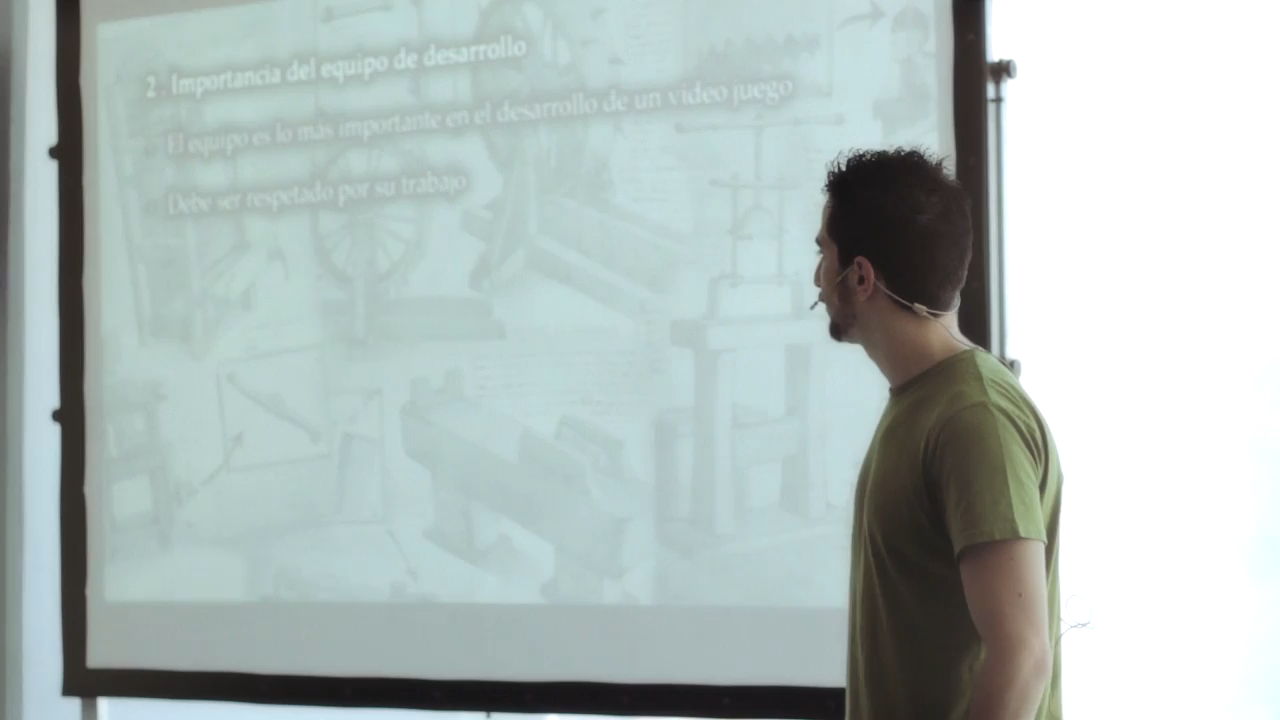 2 . Importancia del equipo de desarrollo
El equipo es lo más importante en el desarrollo de un video juego
Debe ser respetado por su trabajo